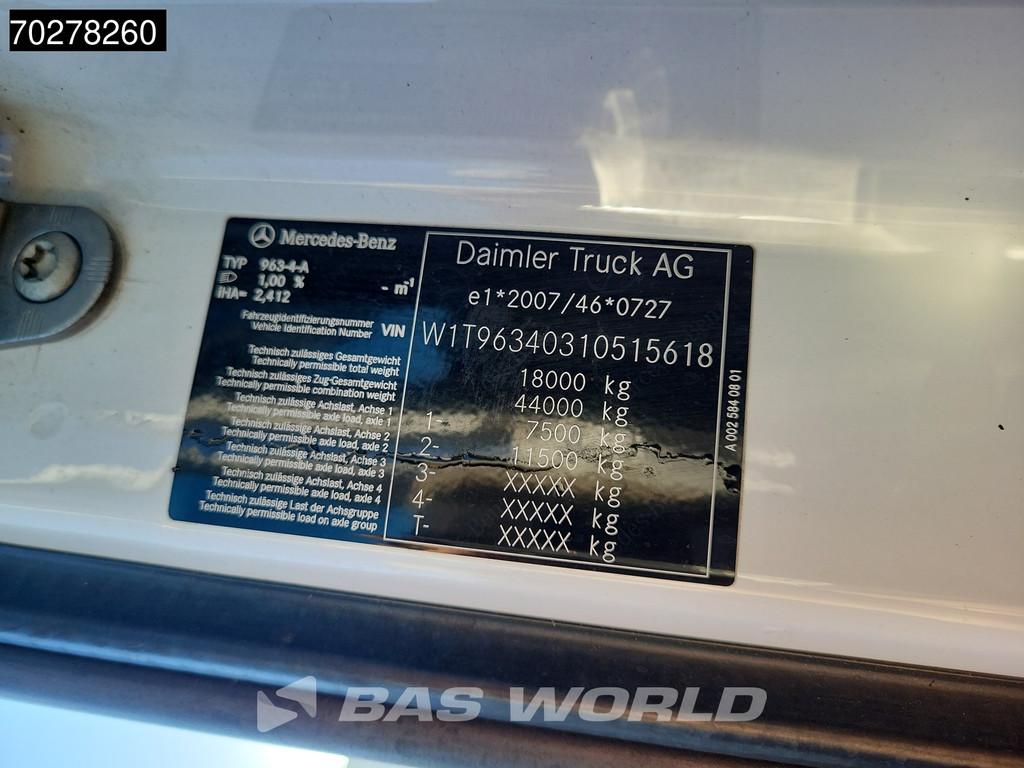 70278260
Mercedes-Benz
TYP 963-4-A
1,00 % - m⁻¹
iHA= 2,412
Fahrzeugidentifizierungsnummer
Vehicle Identification Number VIN
Technisch zulässiges Gesamtgewicht
Technically permissible total weight
Technisch zulässiges Zug-Gesamtgewicht
Technically permissible combination weight
Technisch zulässige Achslast, Achse 1
Technically permissible axle load, axle 1
Technisch zulässige Achslast, Achse 2
Technically permissible axle load, axle 2
Technisch zulässige Achslast, Achse 3
Technically permissible axle load, axle 3
Technisch zulässige Achslast, Achse 4
Technically permissible axle load, axle 4
Technisch zulässige Last der Achsgruppe
Technically permissible load on axle group
Daimler Truck AG
e1*2007/46*0727
W1T96340310515618
18000 kg
44000 kg
1- 7500 kg
2- 11500 kg
3- XXXXX kg
4- XXXXX kg
T- XXXXX kg
A 002 584 08 01
BAS WORLD